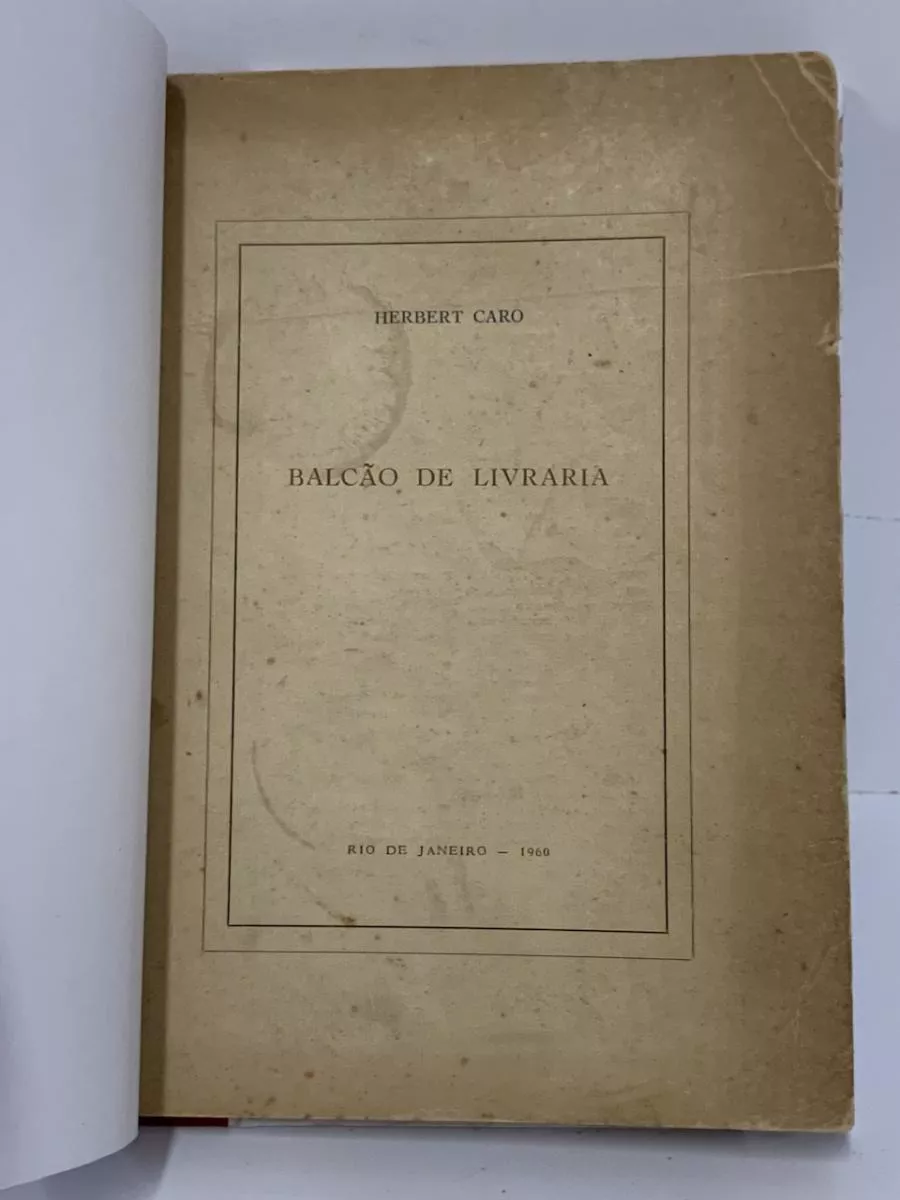 HERBERT CARO
BALCÃO DE LIVRARIA
RIO DE JANEIRO — 1960